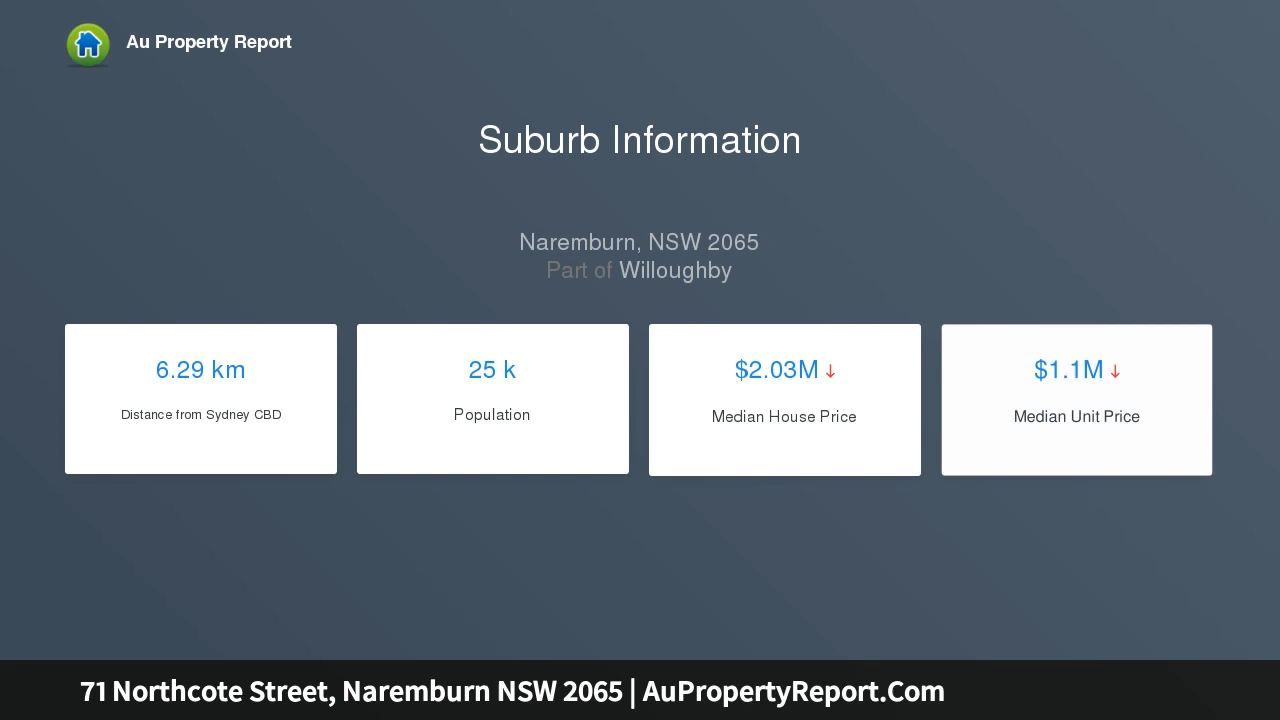 Au Property Report
Suburb Information
Naremburn, NSW 2065
Part of Willoughby
6.29 km
Distance from Sydney CBD
25 k
Population
$2.03M ↓
Median House Price
$1.1M ↓
Median Unit Price
71 Northcote Street, Naremburn NSW 2065 | AuPropertyReport.Com